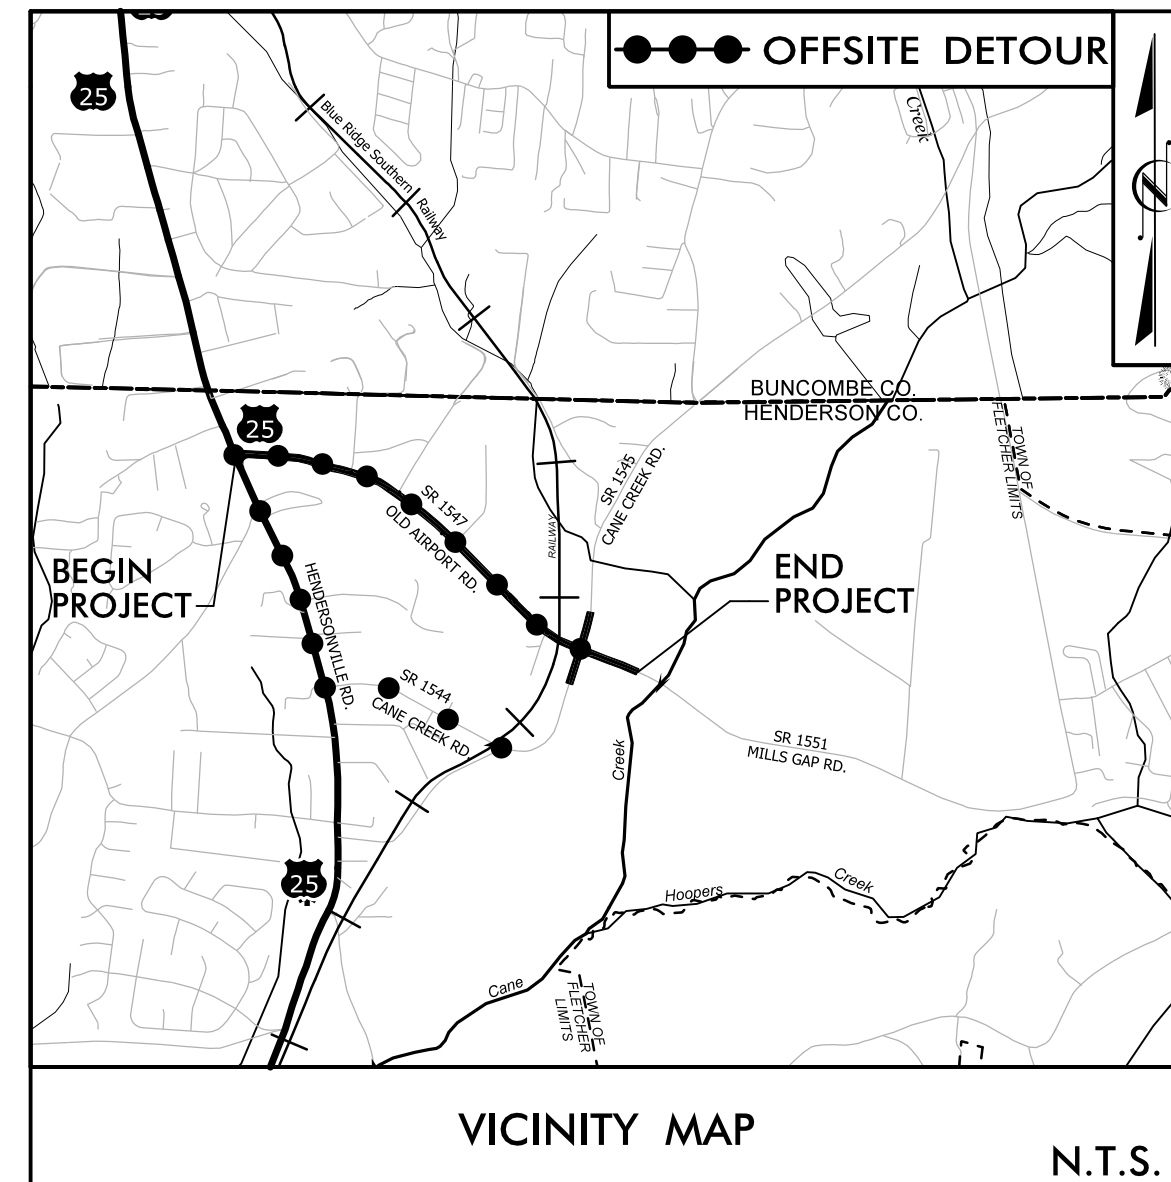 OFFSITE DETOUR
25
Creek
Blue Ridge Southern
Railway
BUNCOMBE CO.
HENDERSON CO.
25
TOWN OF
FLETCHER LIMITS
SR 1545
CANE CREEK RD.
SR 1547
OLD AIRPORT RD.
RAILWAY
BEGIN
PROJECT
END
PROJECT
HENDERSONVILLE RD.
SR 1544
CANE CREEK RD.
Creek
SR 1551
MILLS GAP RD.
25
Hoopers
Creek
Cane
TOWN OF
FLETCHER
LIMITS
VICINITY MAP
N.T.S.